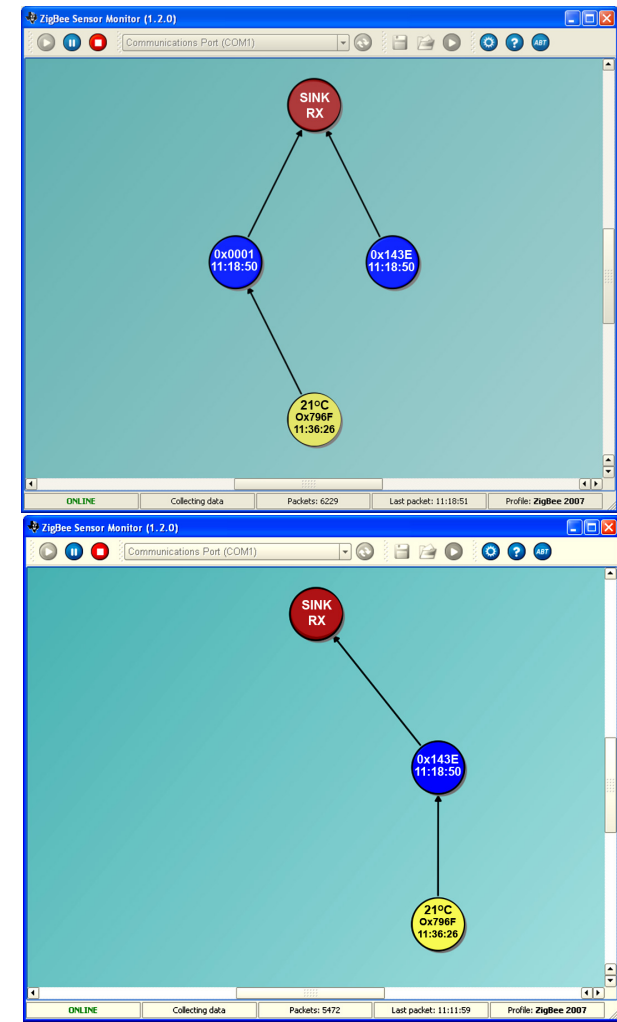 ZigBee Sensor Monitor (1.2.0)
Communications Port (COM1)
ABT
SINK
RX
0x0001
11:18:50
0x143E
11:18:50
21ºC
Ox796F
11:36:26
ONLINE
Collecting data
Packets: 6229
Last packet: 11:18:51
Profile: ZigBee 2007
ZigBee Sensor Monitor (1.2.0)
Communications Port (COM1)
ABT
SINK
RX
0x143E
11:18:50
21ºC
Ox796F
11:36:26
ONLINE
Collecting data
Packets: 5472
Last packet: 11:11:59
Profile: ZigBee 2007